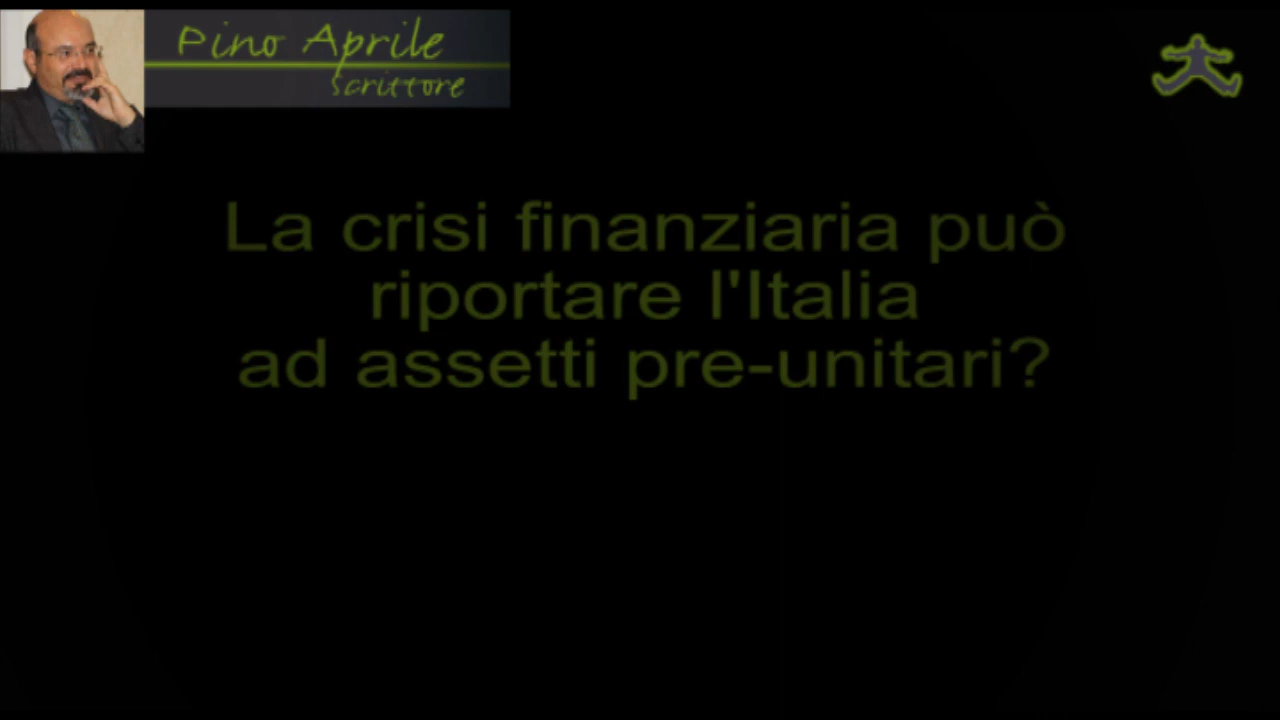 Pino Aprile
scrittore
La crisi finanziaria può
riportare l'Italia
ad assetti pre-unitari?